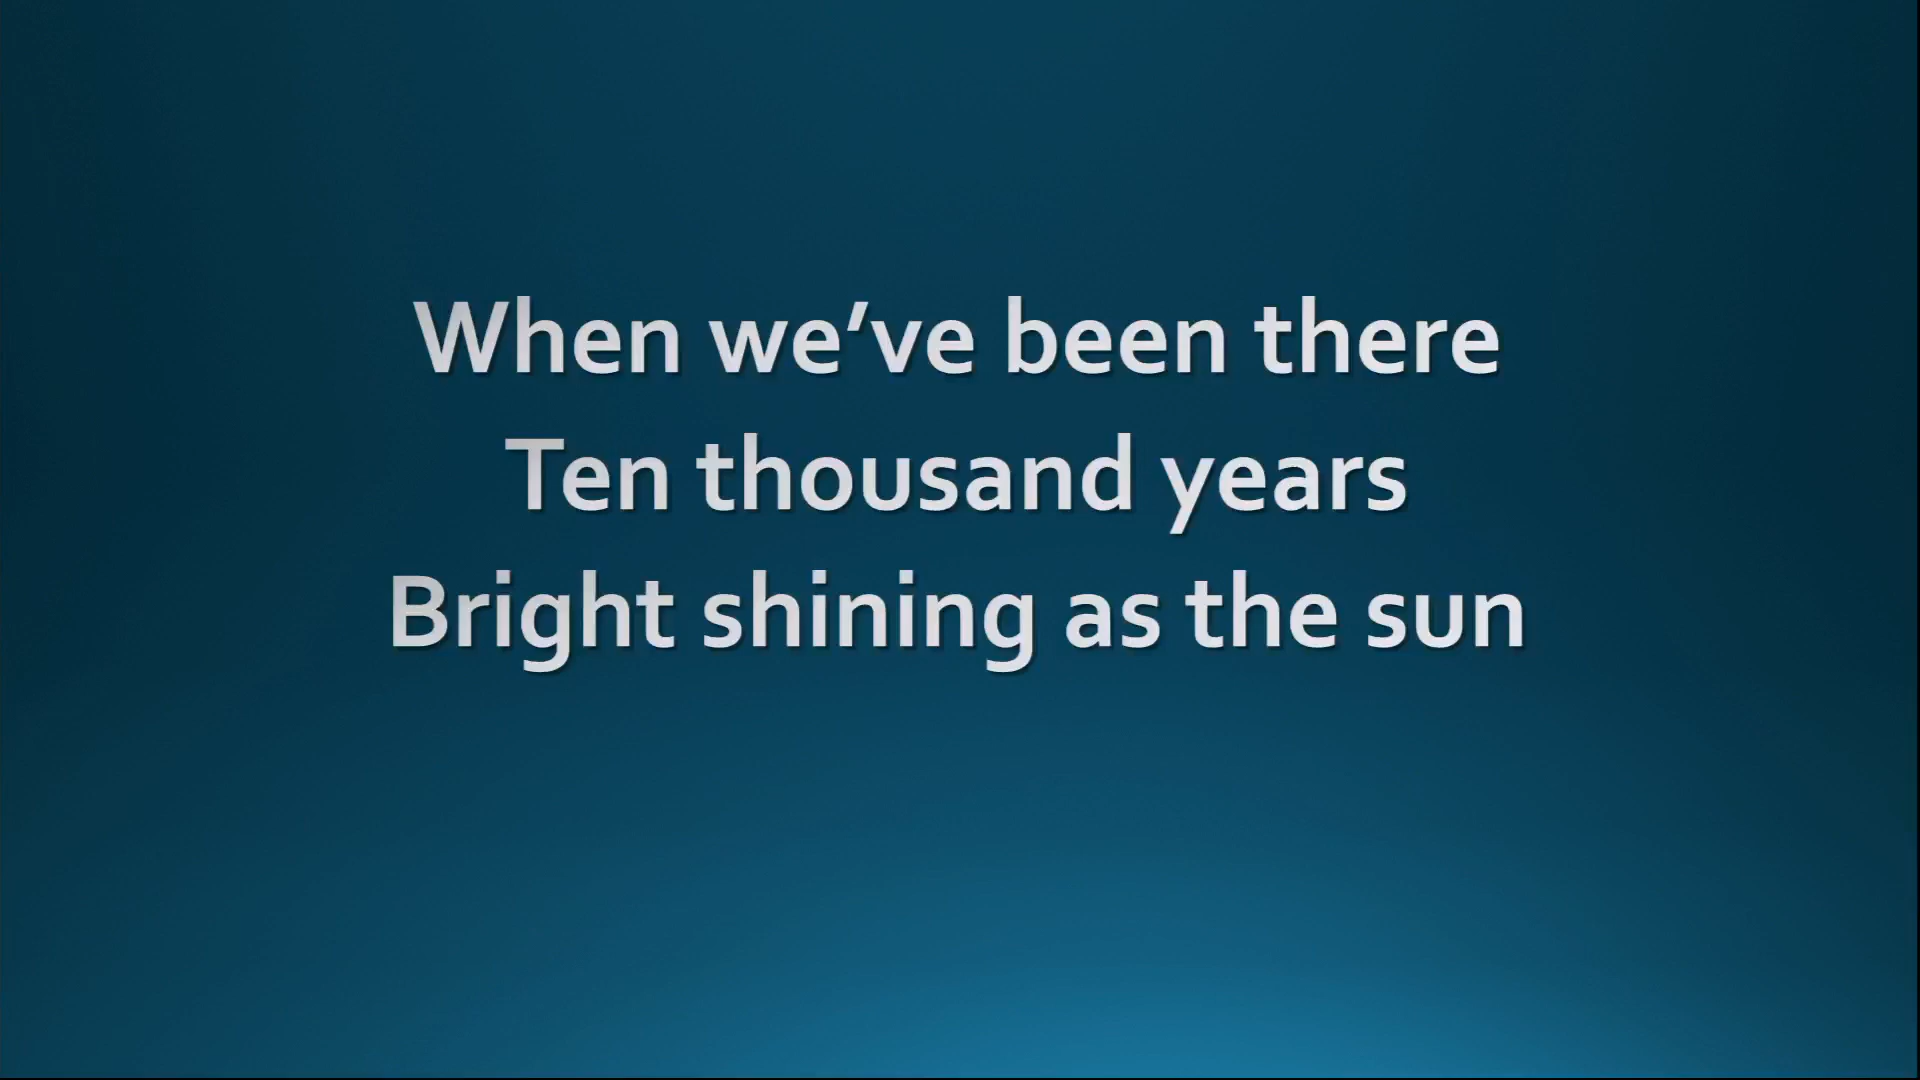 When we’ve been there
Ten thousand years
Bright shining as the sun